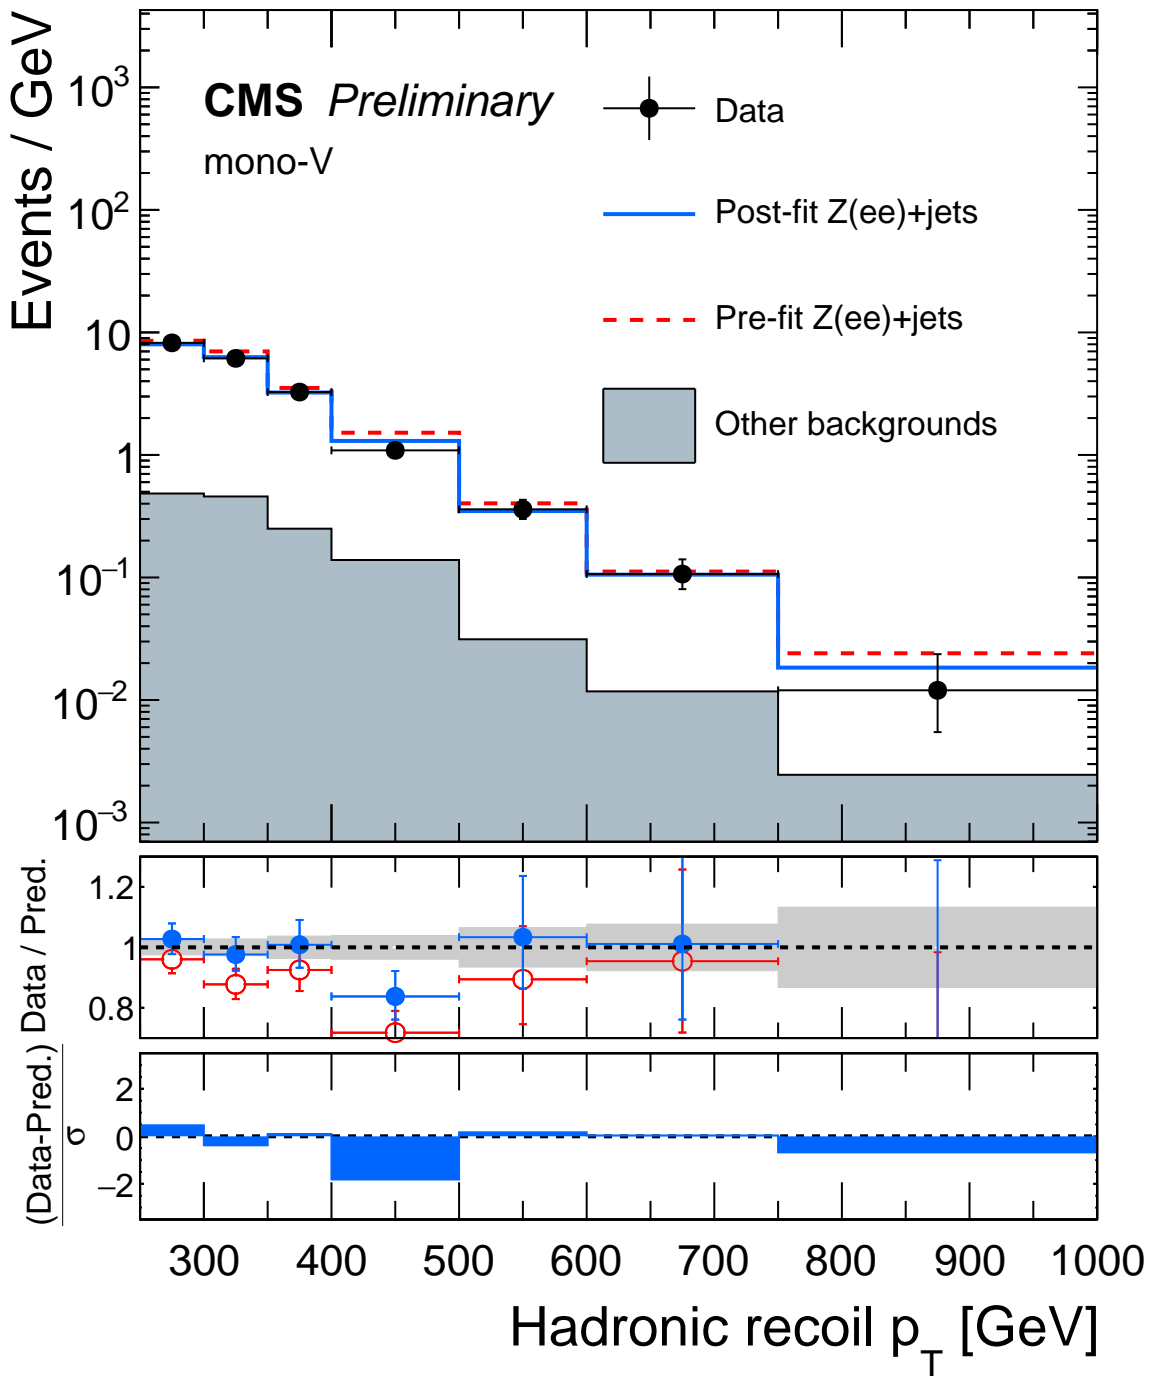 Events / GeV
CMS Preliminary
mono-V
Data
Post-fit Z(ee)+jets
Pre-fit Z(ee)+jets
Other backgrounds
10³
10²
10
1
10⁻¹
10⁻²
10⁻³
Data / Pred.
1.2
1
0.8
(Data-Pred.)
σ
2
0
−2
300 400 500 600 700 800 900 1000
Hadronic recoil p_T [GeV]